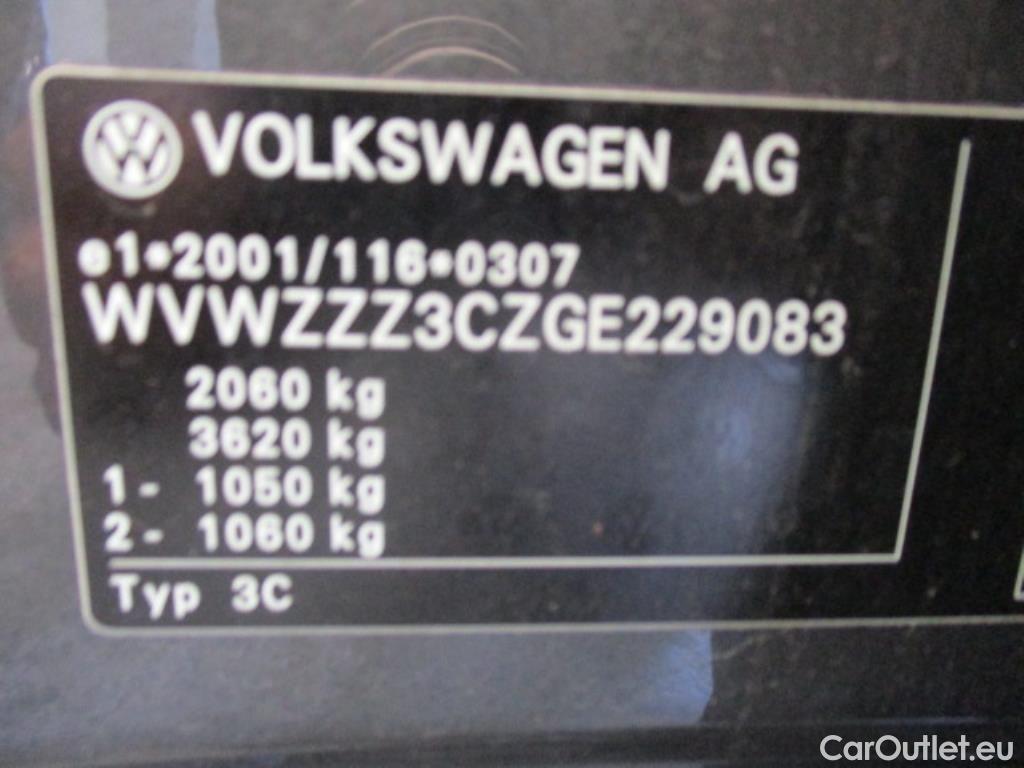 VOLKSWAGEN AG
e1*2001/116*0307
WVWZZZ3CZGE229083
2060 kg
3620 kg
1- 1050 kg
2- 1060 kg
Typ 3C
CarOutlet.eu